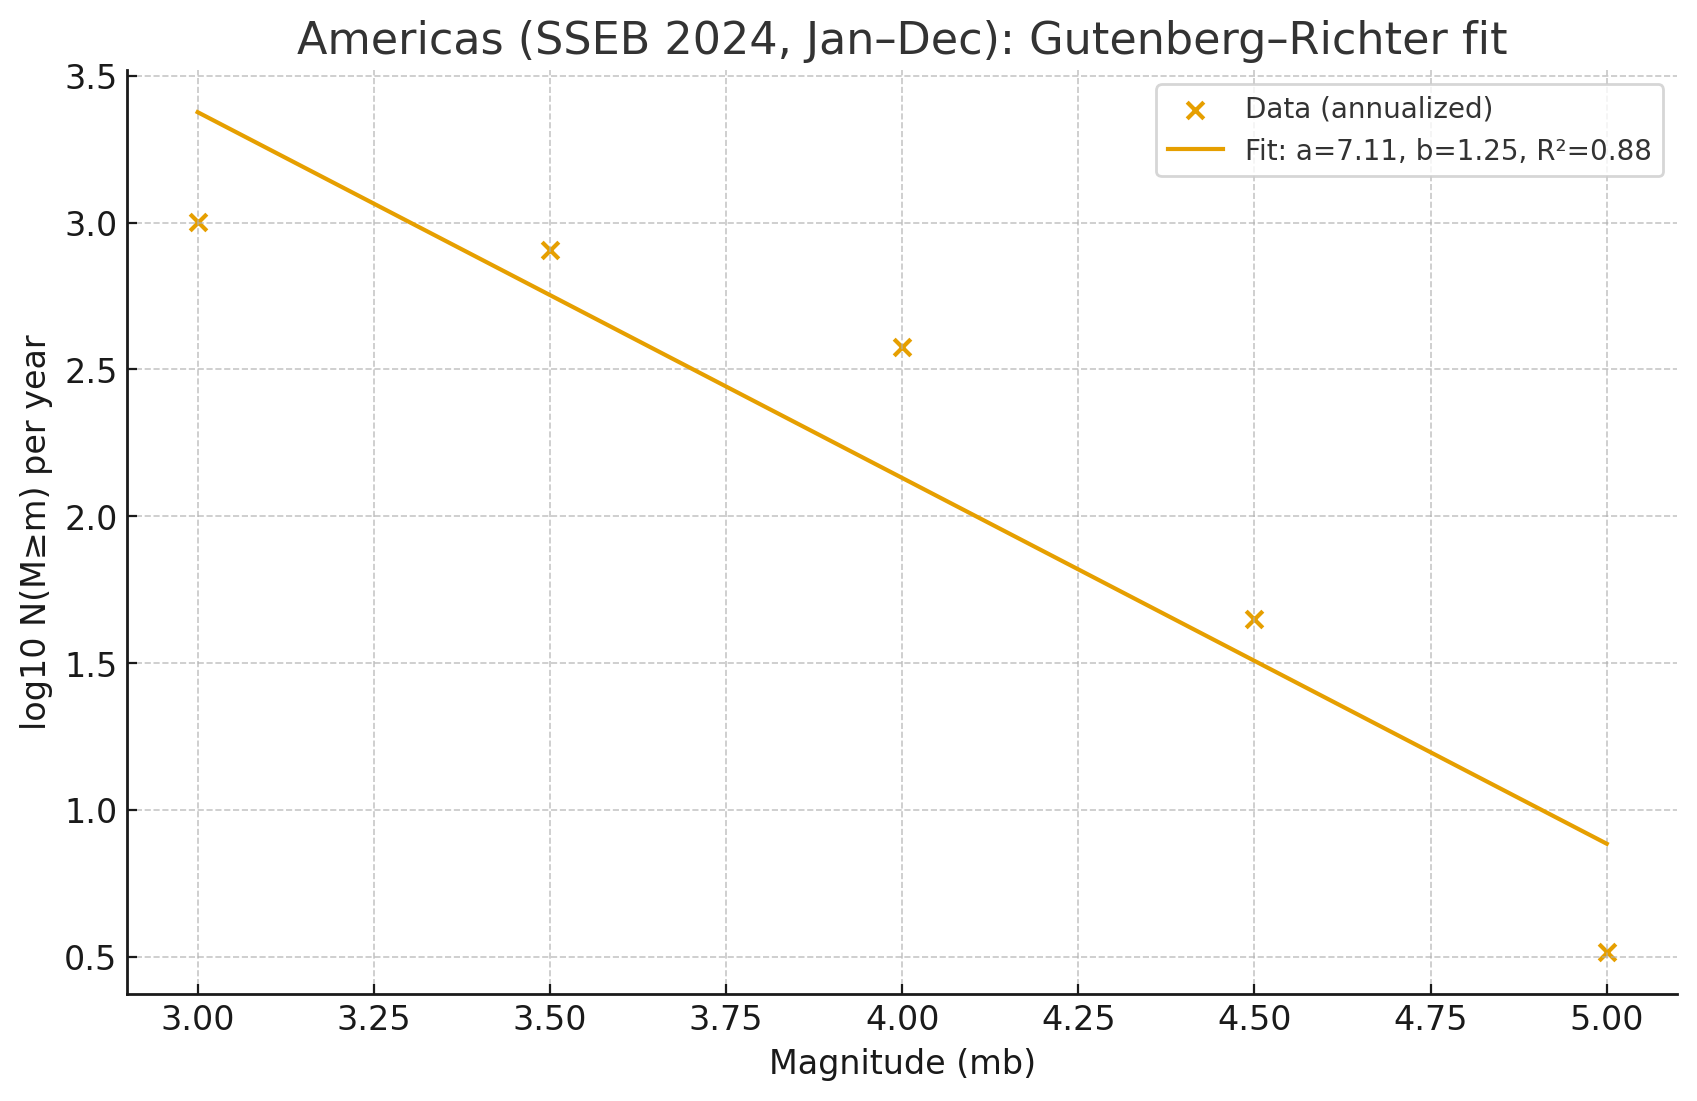 Americas (SSEB 2024, Jan–Dec): Gutenberg–Richter fit
Data (annualized)
Fit: a=7.11, b=1.25, R²=0.88
log10 N(M≥m) per year
3.5
3.0
2.5
2.0
1.5
1.0
0.5
3.00 3.25 3.50 3.75 4.00 4.25 4.50 4.75 5.00
Magnitude (mb)